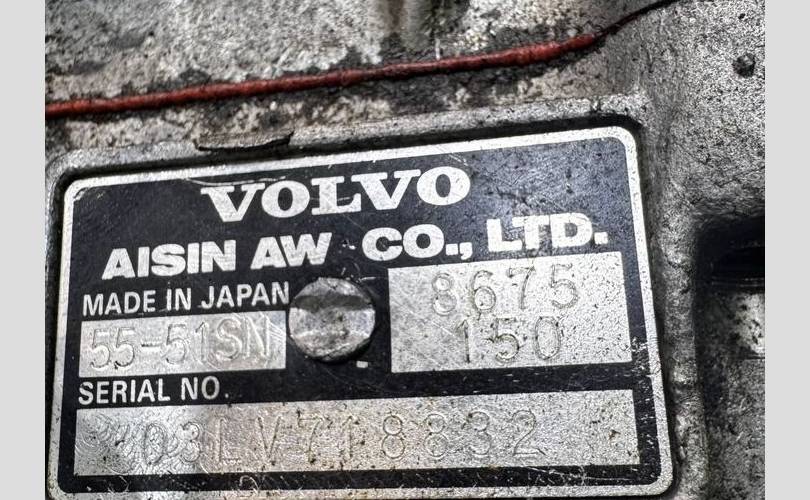 VOLVO
AISIN AW CO., LTD.
MADE IN JAPAN
8675
55-51SN
150
SERIAL NO.
03LV718832